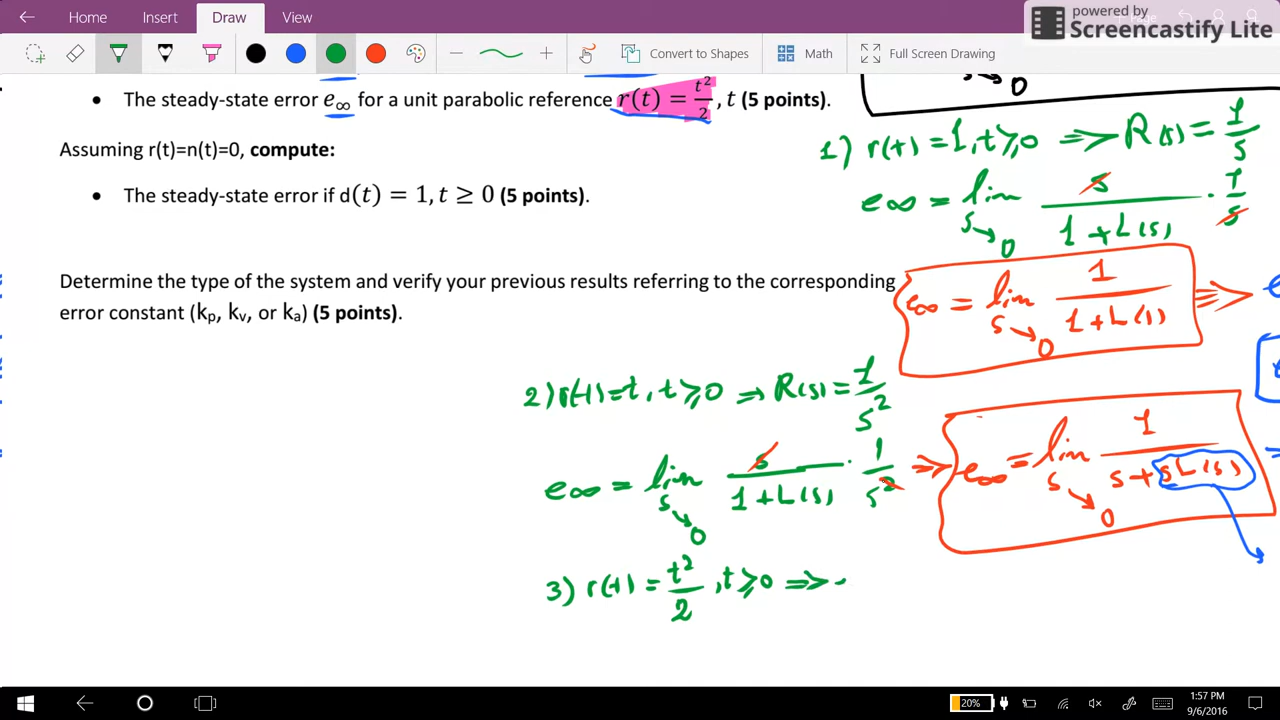 Home Insert Draw View
powered by
Screencastify Lite
Convert to Shapes Math Full Screen Drawing
• The steady-state error e∞ for a unit parabolic reference r(t) = t²/2, t (5 points).
Assuming r(t)=n(t)=0, compute:
• The steady-state error if d(t) = 1, t ≥ 0 (5 points).
Determine the type of the system and verify your previous results referring to the corresponding
error constant (kp, kv, or ka) (5 points).
s→0
1) r(t) = 1, t ≥ 0 ⇒ R(s) = 1/s
e∞ = lim s→0 s/(1+L(s)) · 1/s
e∞ = lim s→0 1/(1+L(s)) ⇒ e
2) r(t) = t, t ≥ 0 ⇒ R(s) = 1/s²
e∞ = lim s→0 s/(1+L(s)) · 1/s² ⇒ e∞ = lim s→0 1/(s+sL(s))
3) r(t) = t²/2, t ≥ 0 ⇒
20%
1:57 PM
9/6/2016